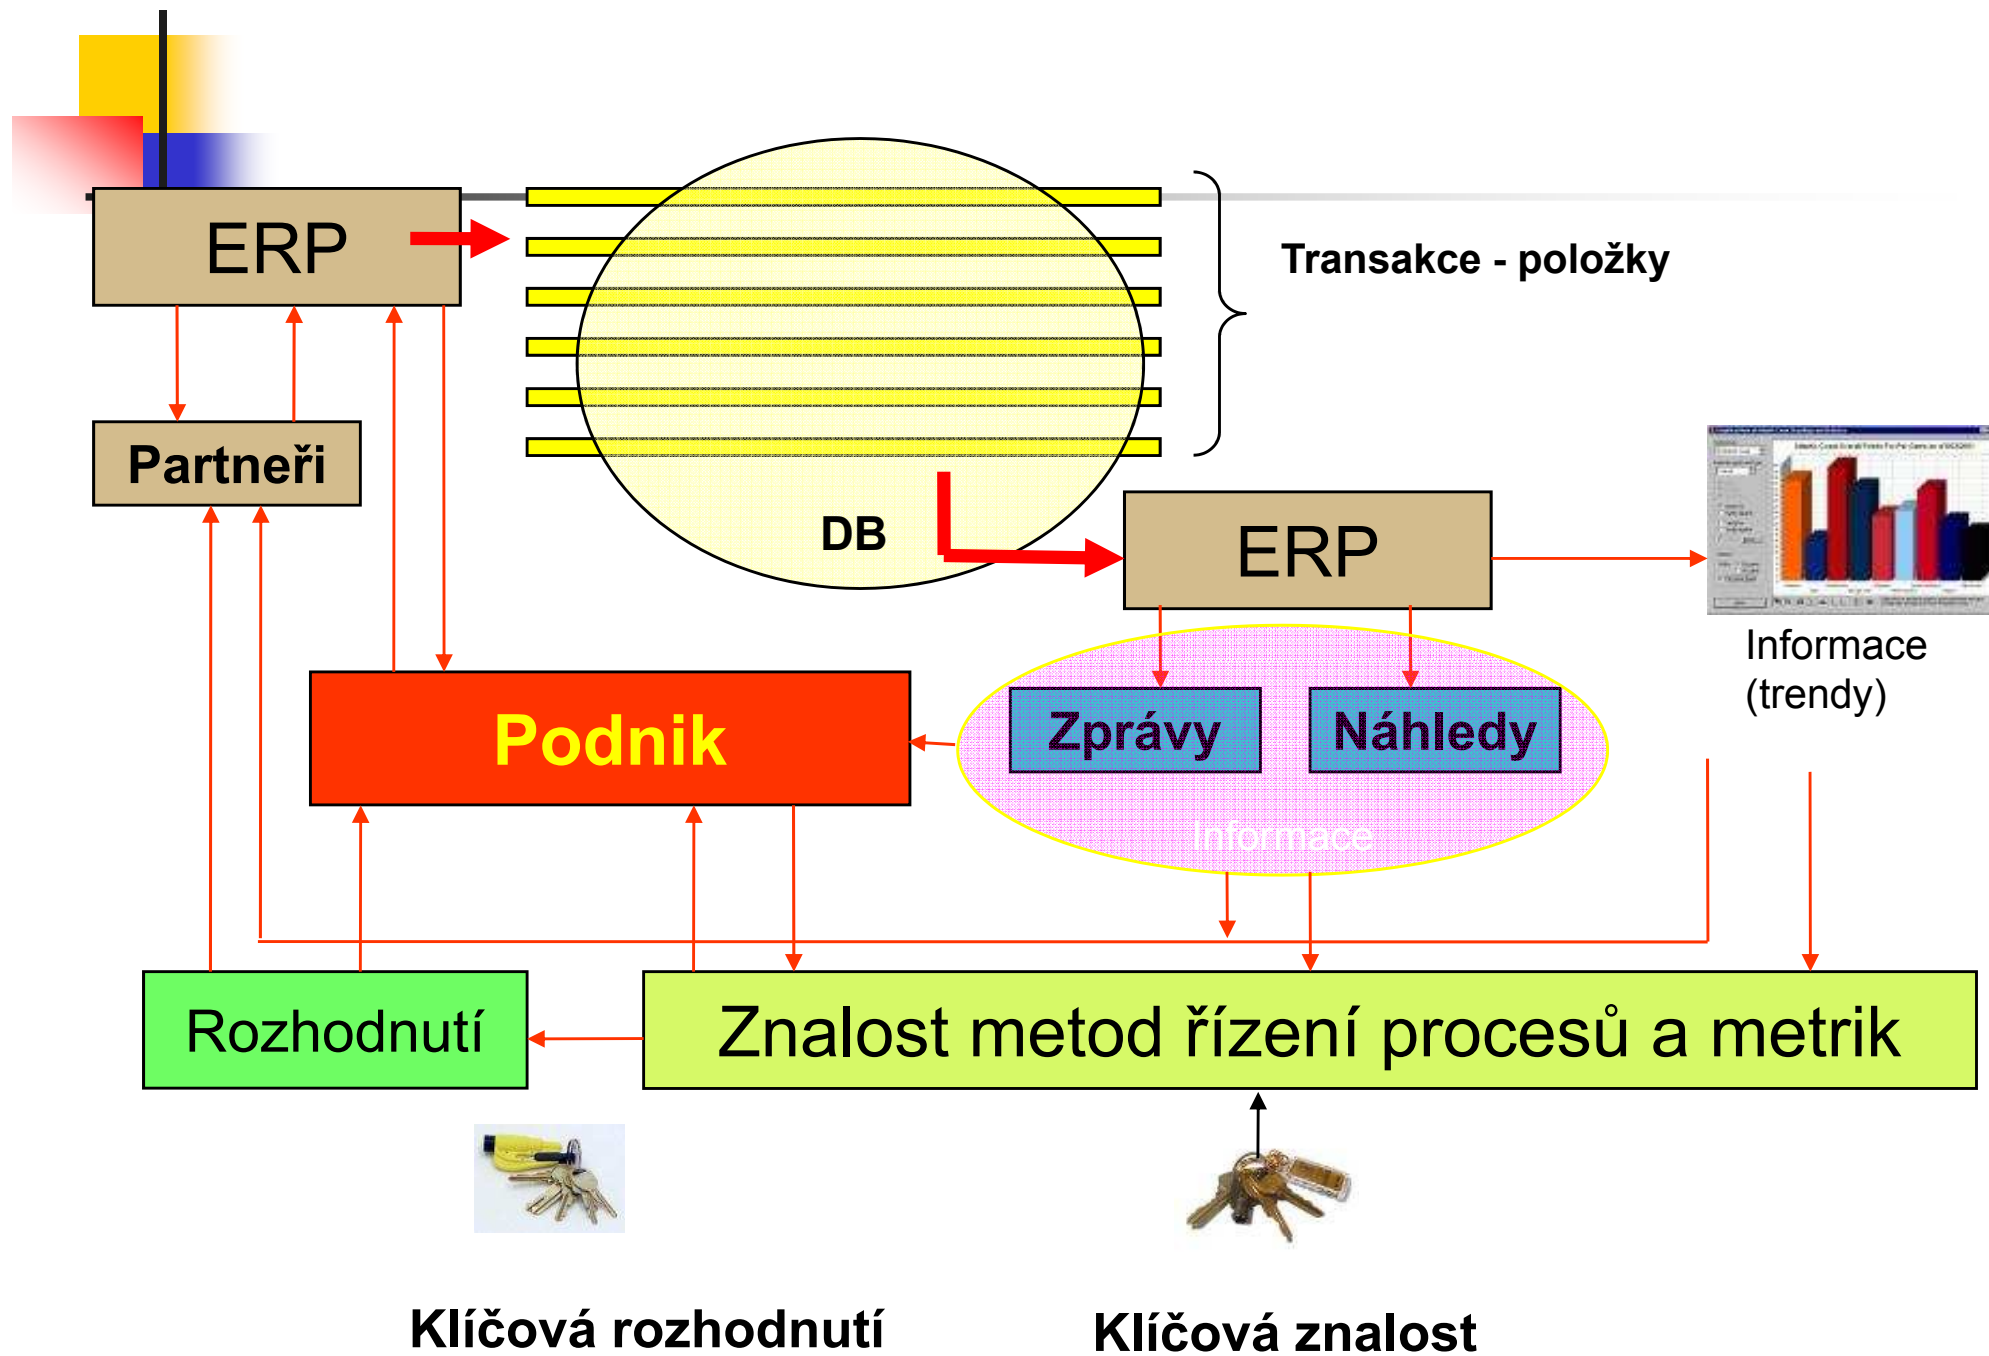 ERP
Transakce - položky
Partneři
DB
ERP
Informace
(trendy)
Podnik
Zprávy
Náhledy
Informace
Rozhodnutí
Znalost metod řízení procesů a metrik
Klíčová rozhodnutí
Klíčová znalost